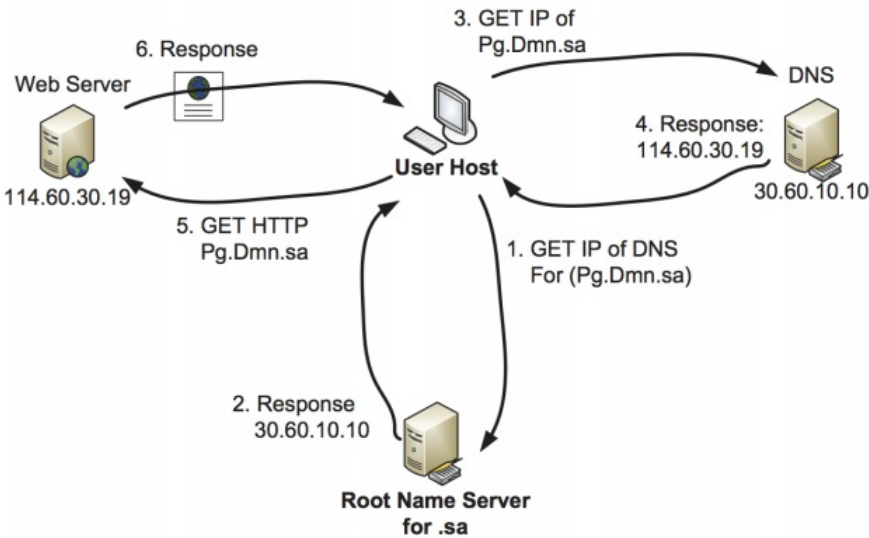 3. GET IP of
Pg.Dmn.sa
6. Response
Web Server
DNS
4. Response:
114.60.30.19
User Host
114.60.30.19
30.60.10.10
5. GET HTTP
Pg.Dmn.sa
1. GET IP of DNS
For (Pg.Dmn.sa)
2. Response
30.60.10.10
Root Name Server
for .sa